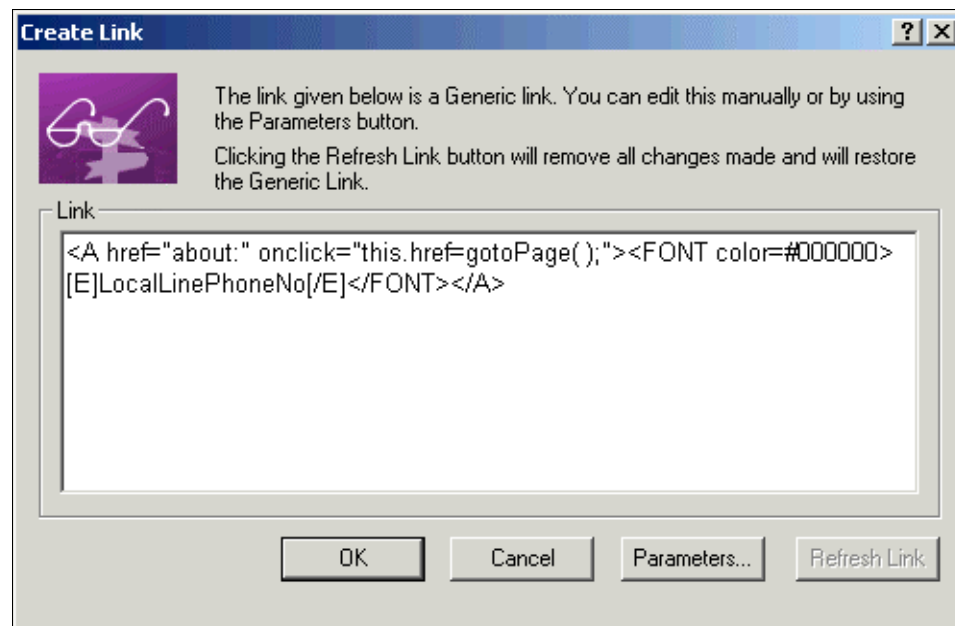 Create Link
The link given below is a Generic link. You can edit this manually or by using
the Parameters button.
Clicking the Refresh Link button will remove all changes made and will restore
the Generic Link.
Link
<A href="about:" onclick="this.href=gotoPage( );"><FONT color=#000000>
[E]LocalLinePhoneNo[/E]</FONT></A>
OK Cancel Parameters... Refresh Link